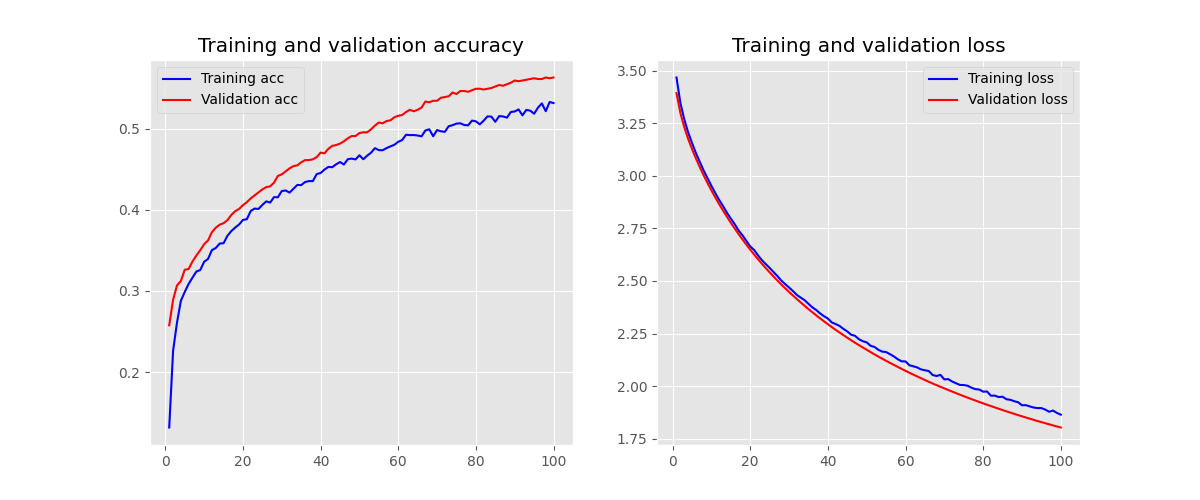 Training and validation accuracy
Training acc
Validation acc
0.5
0.4
0.3
0.2
0 20 40 60 80 100
Training and validation loss
Training loss
Validation loss
3.50
3.25
3.00
2.75
2.50
2.25
2.00
1.75
0 20 40 60 80 100